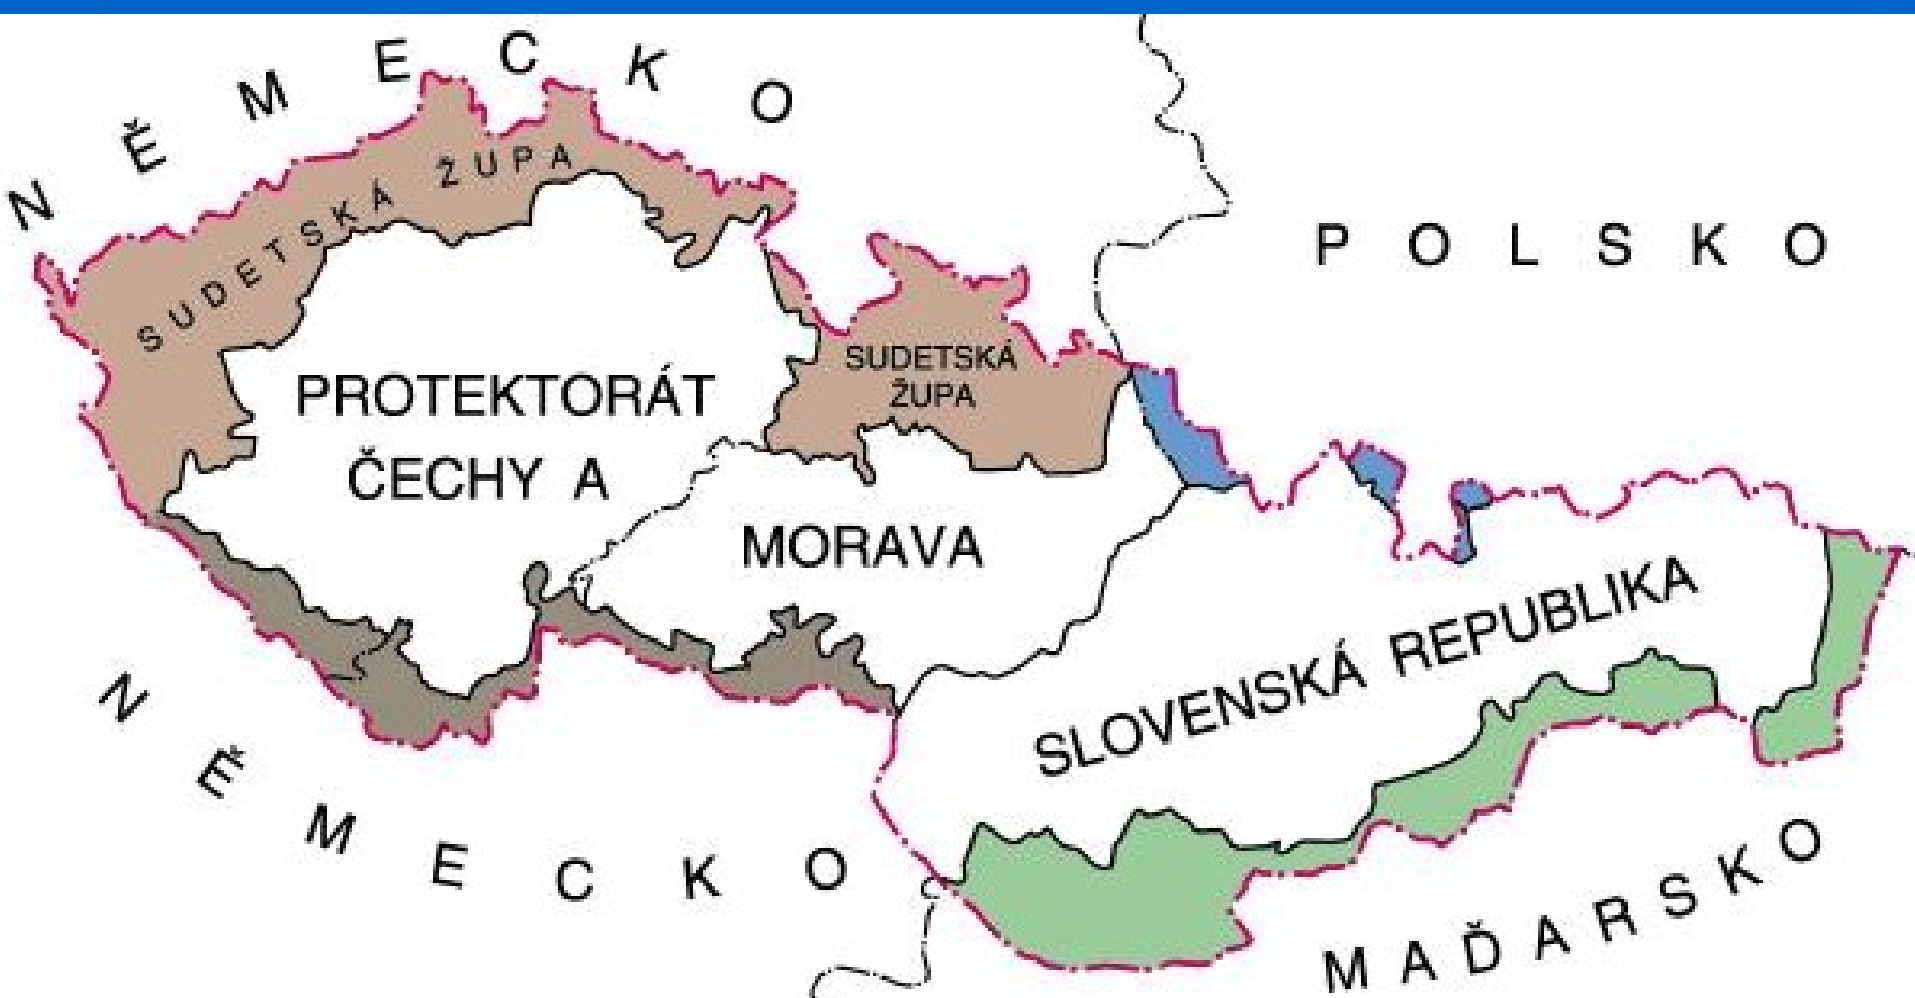 NĚMECKO
SUDETSKÁ ŽUPA
POLSKO
SUDETSKÁ
ŽUPA
PROTEKTORÁT
ČECHY A
MORAVA
SLOVENSKÁ REPUBLIKA
NĚMECKO
MAĎARSKO